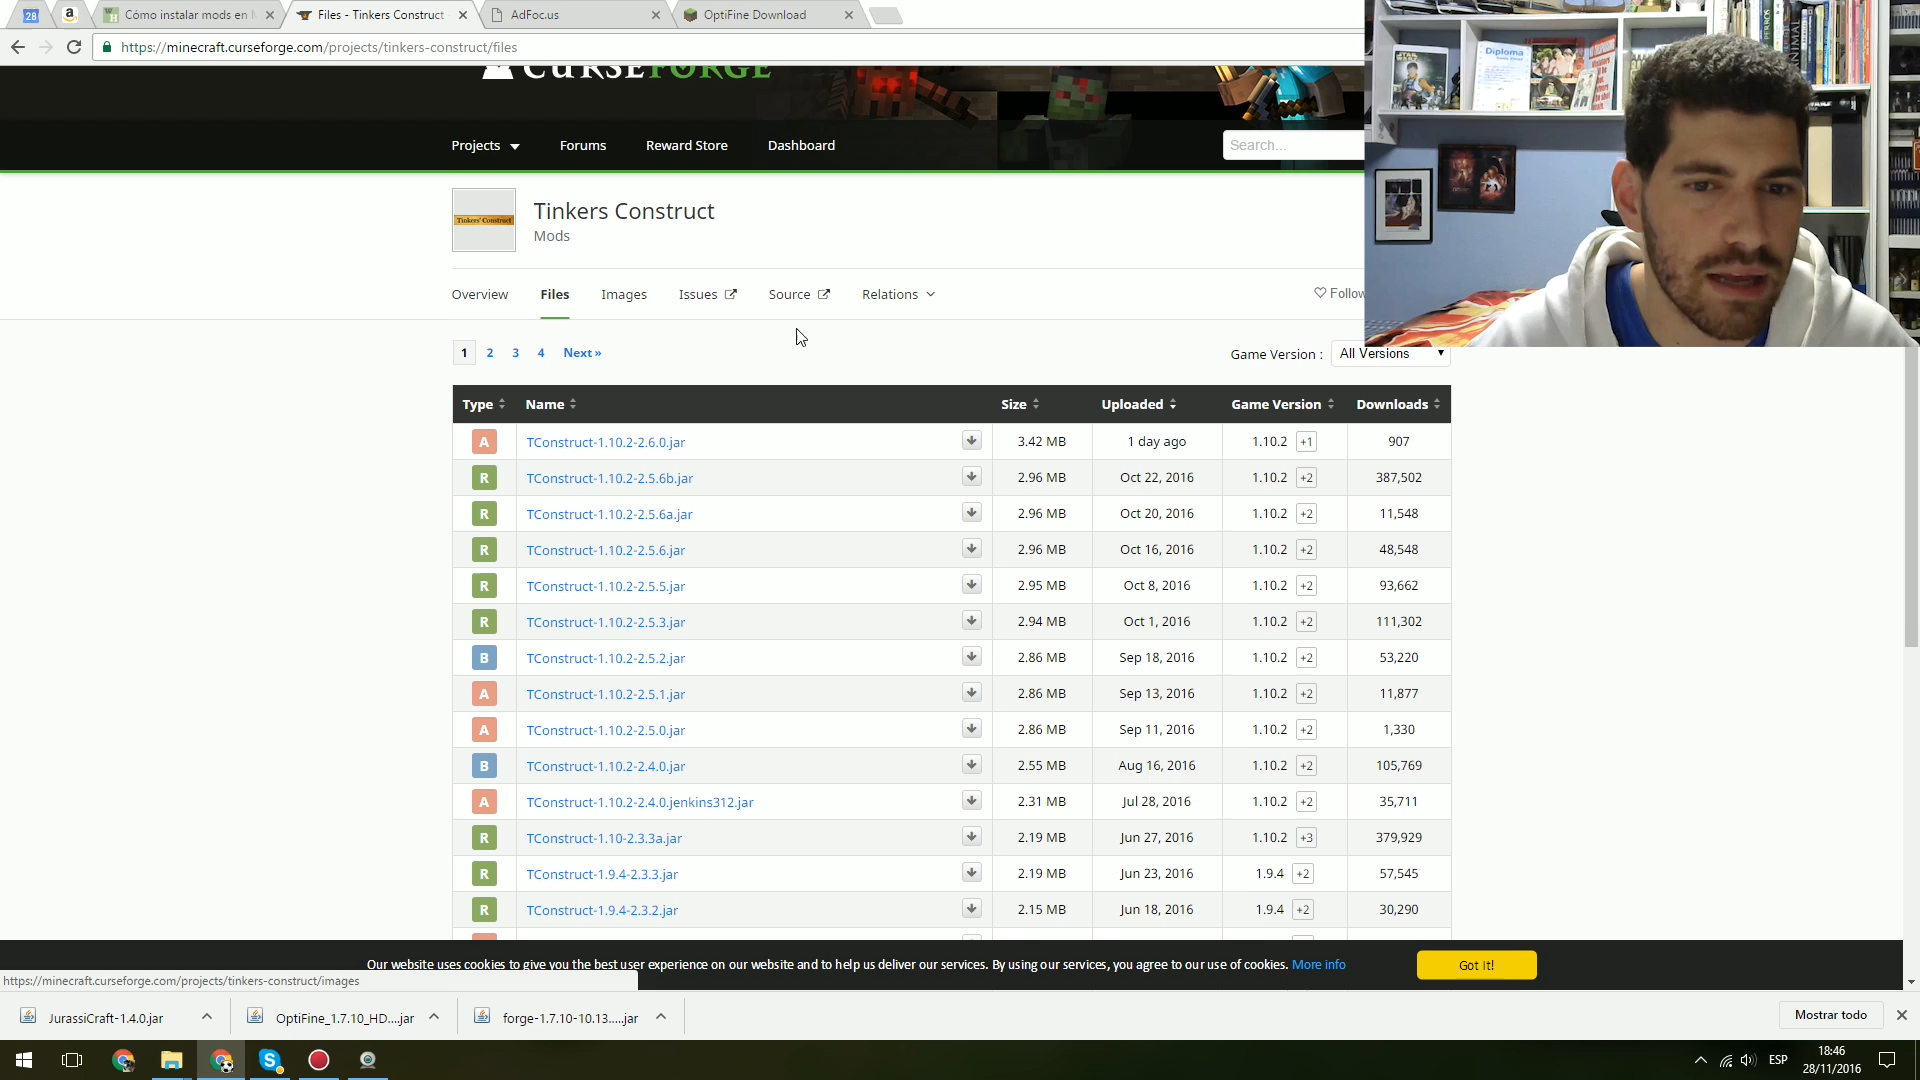 28
Cómo instalar mods en
Files - Tinkers Construct
AdFoc.us
OptiFine Download
https://minecraft.curseforge.com/projects/tinkers-construct/files
CURSEFORGE
Projects Forums Reward Store Dashboard
Search...
Diploma
STAR WARS
Tinkers' Construct
Tinkers Construct
Mods
Overview Files Images Issues Source Relations
Follow
1 2 3 4 Next »
Game Version : All Versions
Type Name Size Uploaded Game Version Downloads
A TConstruct-1.10.2-2.6.0.jar 3.42 MB 1 day ago 1.10.2 +1 907
R TConstruct-1.10.2-2.5.6b.jar 2.96 MB Oct 22, 2016 1.10.2 +2 387,502
R TConstruct-1.10.2-2.5.6a.jar 2.96 MB Oct 20, 2016 1.10.2 +2 11,548
R TConstruct-1.10.2-2.5.6.jar 2.96 MB Oct 16, 2016 1.10.2 +2 48,548
R TConstruct-1.10.2-2.5.5.jar 2.95 MB Oct 8, 2016 1.10.2 +2 93,662
R TConstruct-1.10.2-2.5.3.jar 2.94 MB Oct 1, 2016 1.10.2 +2 111,302
B TConstruct-1.10.2-2.5.2.jar 2.86 MB Sep 18, 2016 1.10.2 +2 53,220
A TConstruct-1.10.2-2.5.1.jar 2.86 MB Sep 13, 2016 1.10.2 +2 11,877
A TConstruct-1.10.2-2.5.0.jar 2.86 MB Sep 11, 2016 1.10.2 +2 1,330
B TConstruct-1.10.2-2.4.0.jar 2.55 MB Aug 16, 2016 1.10.2 +2 105,769
A TConstruct-1.10.2-2.4.0.jenkins312.jar 2.31 MB Jul 28, 2016 1.10.2 +2 35,711
R TConstruct-1.10-2.3.3a.jar 2.19 MB Jun 27, 2016 1.10.2 +3 379,929
R TConstruct-1.9.4-2.3.3.jar 2.19 MB Jun 23, 2016 1.9.4 +2 57,545
R TConstruct-1.9.4-2.3.2.jar 2.15 MB Jun 18, 2016 1.9.4 +2 30,290
Our website uses cookies to give you the best user experience on our website and to help us deliver our services. By using our services, you agree to our use of cookies. More info
Got It!
https://minecraft.curseforge.com/projects/tinkers-construct/images
JurassiCraft-1.4.0.jar
OptiFine_1.7.10_HD....jar
forge-1.7.10-10.13.....jar
Mostrar todo
ESP
18:46
28/11/2016